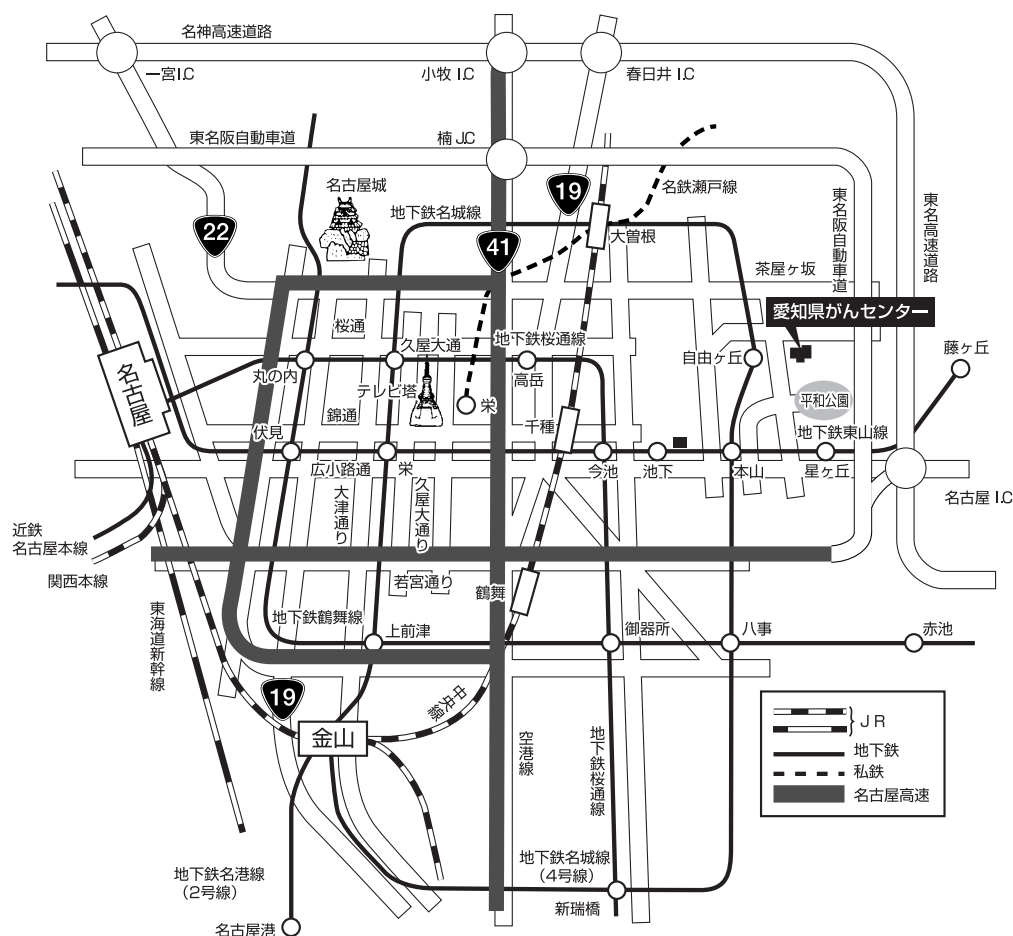 名神高速道路
一宮I.C
小牧 I.C
春日井 I.C
東名阪自動車道
楠 J.C
名古屋城
19
名鉄瀬戸線
22
地下鉄名城線
41
大曽根
東名阪自動車道
東名高速道路
茶屋ヶ坂
愛知県がんセンター
桜通
久屋大通
地下鉄桜通線
自由ヶ丘
藤ヶ丘
名古屋
丸の内
テレビ塔
高岳
平和公園
錦通
栄
千種
伏見
地下鉄東山線
広小路通
栄
今池
池下
本山
星ヶ丘
名古屋 I.C
大津通り
久屋大通り
近鉄
名古屋本線
関西本線
若宮通り
鶴舞
東海道新幹線
地下鉄鶴舞線
上前津
御器所
八事
赤池
19
中央線
金山
空港線
地下鉄桜通線
JR
地下鉄
私鉄
名古屋高速
地下鉄名港線
(2号線)
地下鉄名城線
(4号線)
新瑞橋
名古屋港